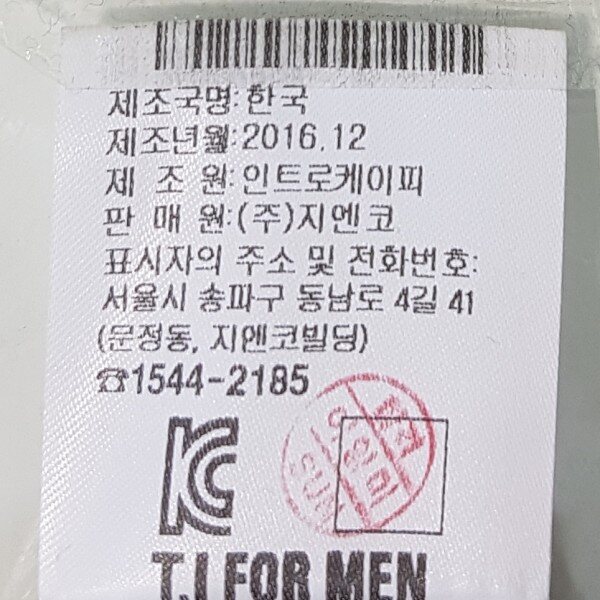 제조국명:한국
제조년월:2016.12
제 조 원:인트로케이피
판 매 원:(주)지엔코
표시자의 주소 및 전화번호:
서울시 송파구 동남로 4길 41
(문정동, 지앤코빌딩)
☎1544-2185
KC
T.I FOR MEN